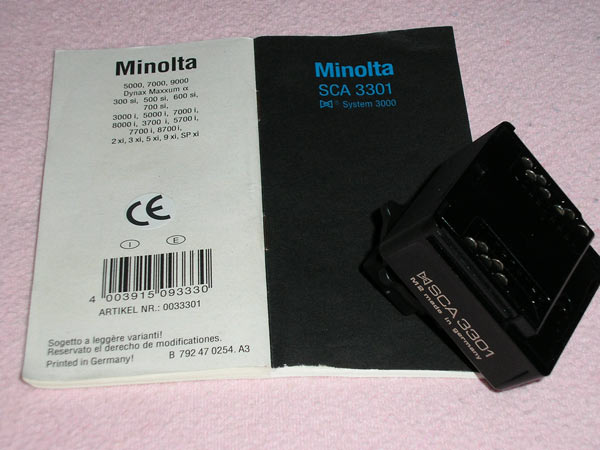 Minolta
5000, 7000, 9000
Dynax Maxxum α
300 si, 500 si, 600 si,
700 si,
3000 i, 5000 i, 7000 i,
8000 i, 3700 i, 5700 i,
7700 i, 8700 i,
2 xi, 3 xi, 5 xi, 9 xi, SP xi
CE
I E
4 003915 093330
ARTIKEL NR.: 0033301
Sogetto a leggère varianti!
Reservato el derecho de modificationes.
Printed in Germany! B 792 47 0254. A3
Minolta
SCA 3301
® System 3000
SCA 3301
M2 made in germany